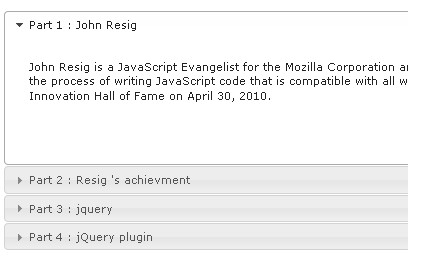 Part 1 : John Resig
John Resig is a JavaScript Evangelist for the Mozilla Corporation
the process of writing JavaScript code that is compatible with all
Innovation Hall of Fame on April 30, 2010.
Part 2 : Resig 's achievment
Part 3 : jquery
Part 4 : jQuery plugin